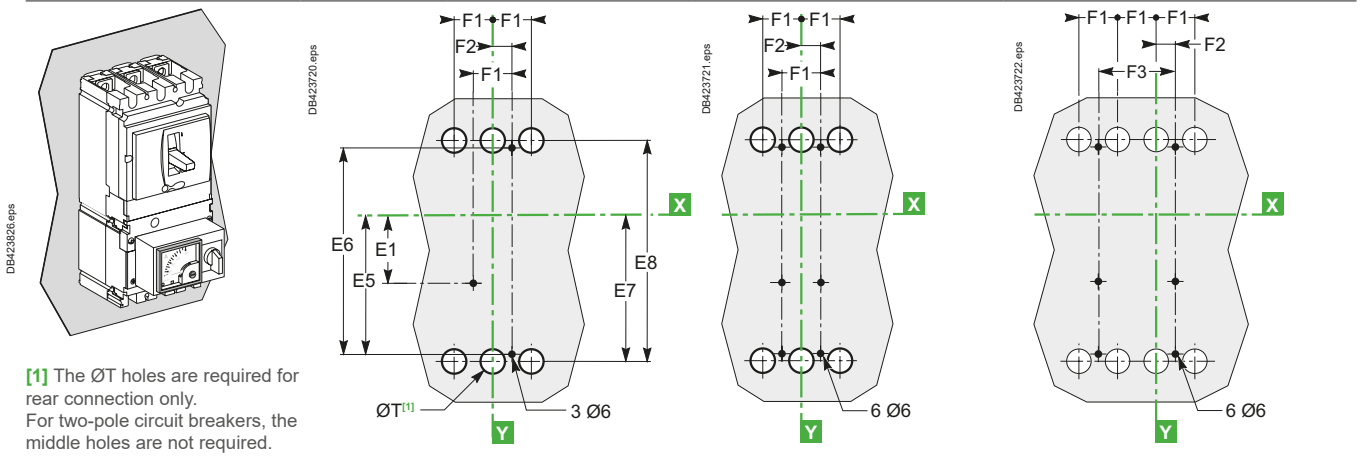 DB423826.eps
[1] The ØT holes are required for
rear connection only.
For two-pole circuit breakers, the
middle holes are not required.
DB423720.eps
F1 F1
F2
F1
X
E6
E1
E5
E8
E7
ØT[1]
3 Ø6
Y
DB423721.eps
F1 F1
F2
F1
X
6 Ø6
Y
DB423722.eps
F1 F1 F1
F2
F3
X
6 Ø6
Y